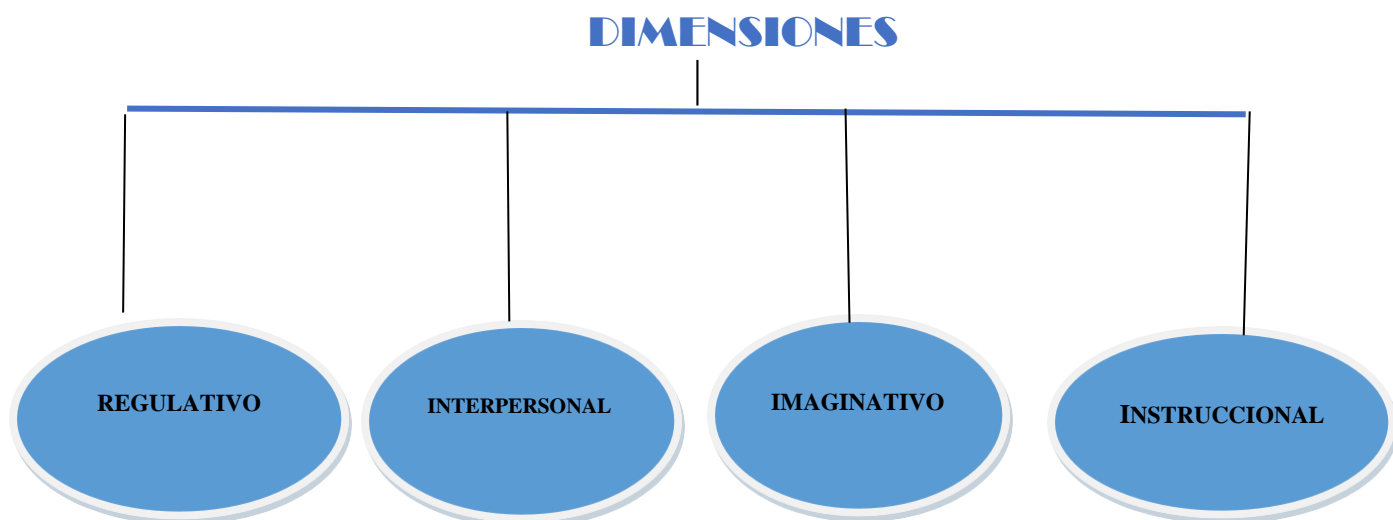 DIMENSIONES
REGULATIVO
INTERPERSONAL
IMAGINATIVO
INSTRUCCIONAL